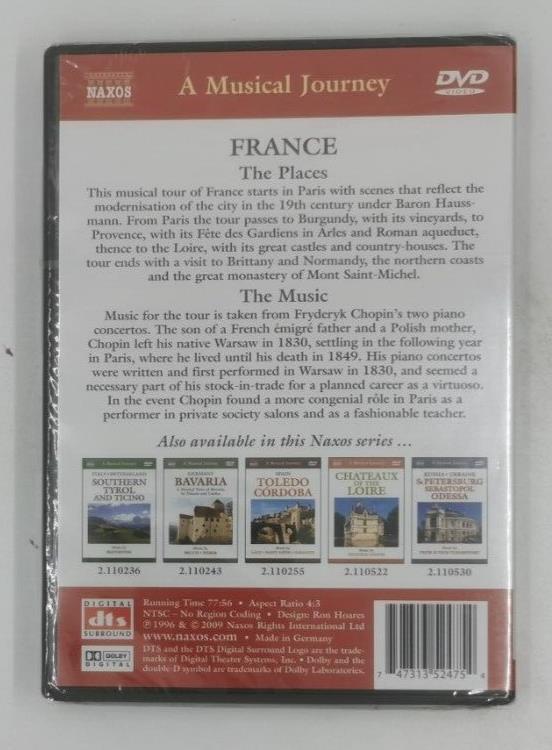 NAXOS
A Musical Journey
DVD
VIDEO
FRANCE
The Places
This musical tour of France starts in Paris with scenes that reflect the
modernisation of the city in the 19th century under Baron Hauss-
mann. From Paris the tour passes to Burgundy, with its vineyards, to
Provence, with its Fête des Gardiens in Arles and Roman aqueduct,
thence to the Loire, with its great castles and country-houses. The
tour ends with a visit to Brittany and Normandy, the northern coasts
and the great monastery of Mont Saint-Michel.
The Music
Music for the tour is taken from Fryderyk Chopin's two piano
concertos. The son of a French émigré father and a Polish mother,
Chopin left his native Warsaw in 1830, settling in the following year
in Paris, where he lived until his death in 1849. His piano concertos
were written and first performed in Warsaw in 1830, and seemed a
necessary part of his stock-in-trade for a planned career as a virtuoso.
In the event Chopin found a more congenial rôle in Paris as a
performer in private society salons and as a fashionable teacher.
Also available in this Naxos series ...
SOUTHERN
TYROL
AND TICINO
2.110236
GERMANY
BAVARIA
2.110243
SPAIN
TOLEDO
CÓRDOBA
2.110255
CHATEAUX
OF THE
LOIRE
2.110522
RUSSIA • UKRAINE
St PETERSBURG
SEBASTOPOL
ODESSA
2.110530
DIGITAL
dts
SURROUND
DOLBY
DIGITAL
Running Time 77:56 • Aspect Ratio 4:3
NTSC – No Region Coding • Design: Ron Hoares
℗ 1996 & © 2009 Naxos Rights International Ltd
www.naxos.com • Made in Germany
DTS and the DTS Digital Surround Logo are the trade-
marks of Digital Theater Systems, Inc. • Dolby and the
double-D symbol are trademarks of Dolby Laboratories.
7 47313 52475 4